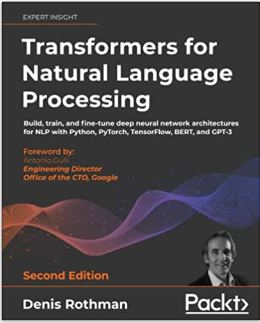 EXPERT INSIGHT
Transformers for
Natural Language
Processing
Build, train, and fine-tune deep neural network architectures
for NLP with Python, PyTorch, TensorFlow, BERT, and GPT-3
Foreword by:
Antonio Gulli
Engineering Director
Office of the CTO, Google
Second Edition
Denis Rothman
Packt>